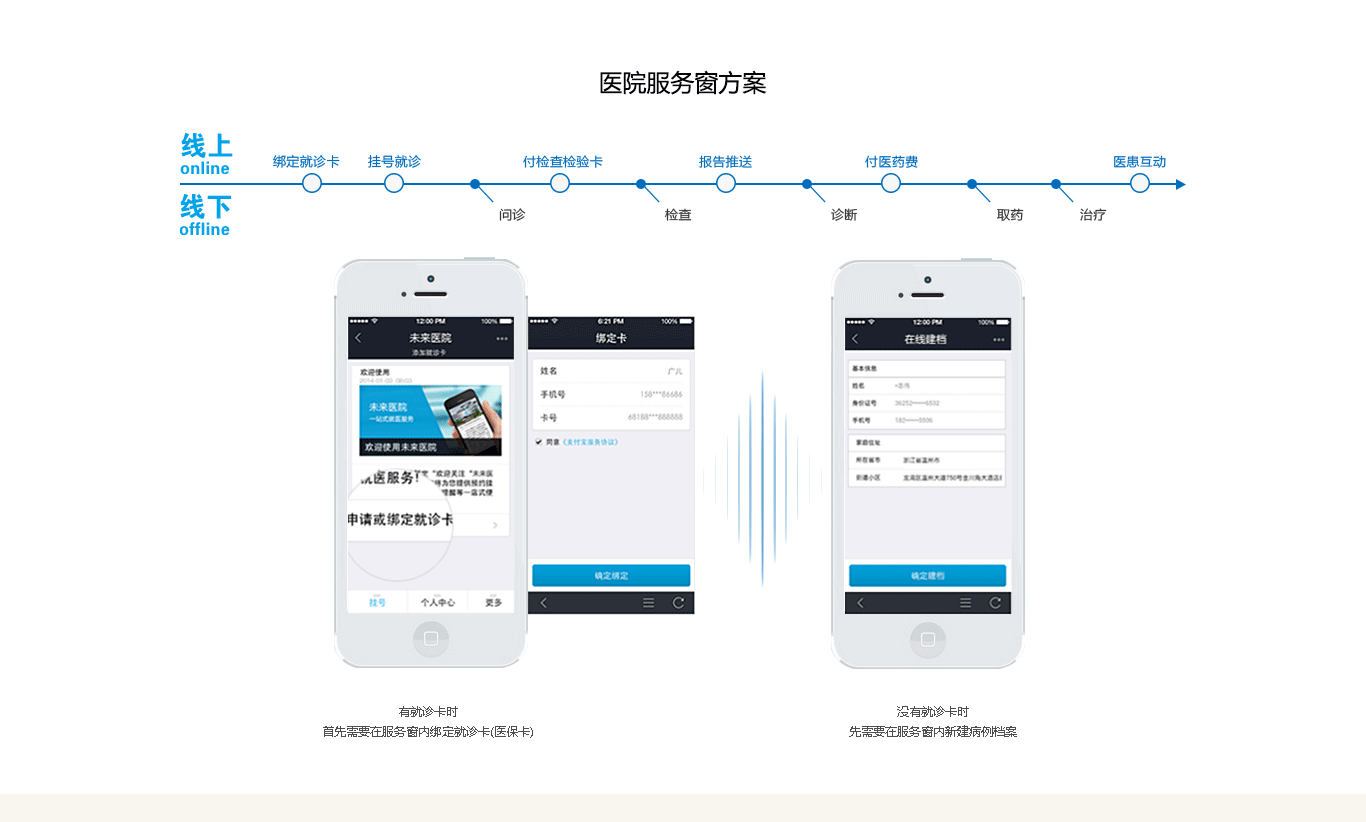 医院服务窗方案
线上
online
绑定就诊卡 挂号就诊 付检查检验卡 报告推送 付医药费 医患互动
线下
offline
问诊 检查 诊断 取药 治疗
12:00 PM 100%
未来医院
添加就诊卡
欢迎使用
2014-01-03
未来医院
一站式就医服务
欢迎使用未来医院
就医服务!
“欢迎关注“未来医
将为您提供预约挂
提醒等一站式便
申请或绑定就诊卡
挂号 个人中心 更多
6:21 PM 100%
绑定卡
姓名 广儿
手机号 158***86686
卡号 68188***888888
同意《支付宝服务协议》
确定绑定
12:00 PM 100%
在线建档
基本信息
姓名
身份证号
手机号
家庭住址
所在省市 浙江省温州市
街道小区
确定建档
有就诊卡时
首先需要在服务窗内绑定就诊卡(医保卡)
没有就诊卡时
先需要在服务窗内新建病例档案